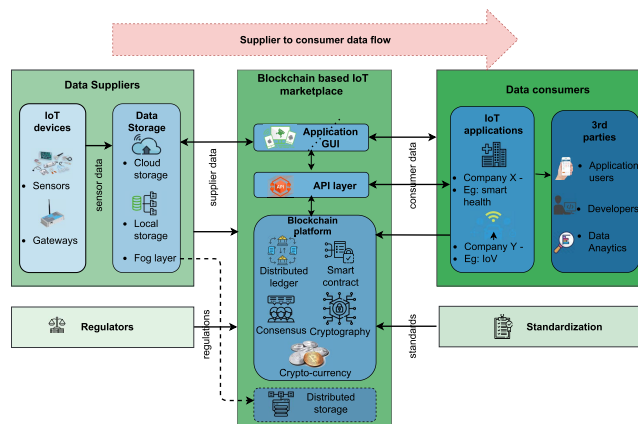 Supplier to consumer data flow
Data Suppliers
IoT
devices
Sensors
Gateways
sensor data
Data
Storage
Cloud
storage
Local
storage
Fog layer
supplier data
Blockchain based IoT
marketplace
Application
GUI
API
API layer
Blockchain
platform
Distributed
ledger
Smart
contract
Consensus
Cryptography
Crypto-currency
Distributed
storage
consumer data
Data consumers
IoT
applications
Company X -
Eg: smart
health
Company Y -
Eg: IoV
3rd
parties
Application
users
Developers
Data
Anaytics
Regulators
regulations
standards
Standardization